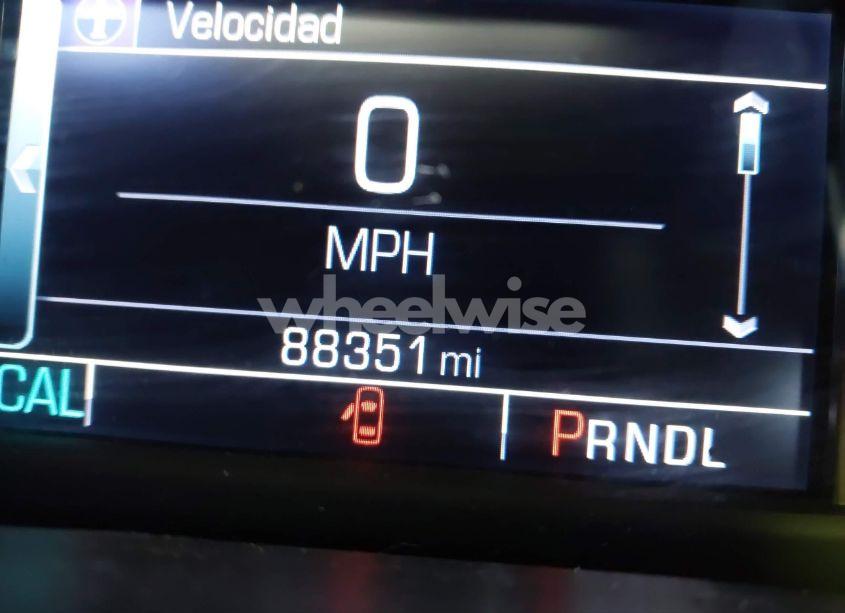 Velocidad
0
MPH
wheelwise
88351 mi
CAL
PRNDL